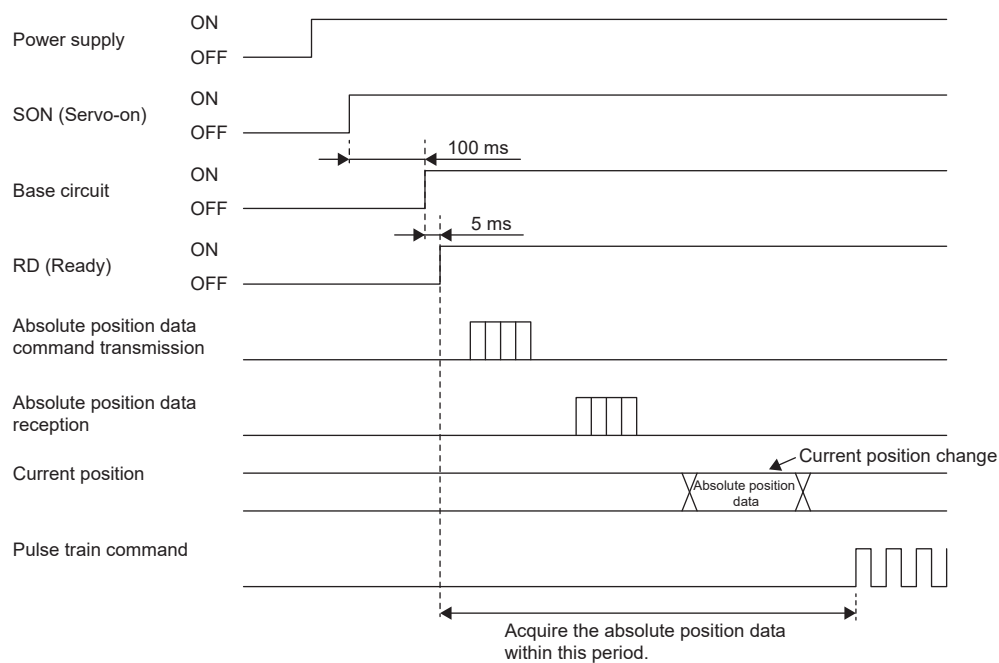 ON
Power supply
OFF
ON
SON (Servo-on)
OFF
100 ms
ON
Base circuit
OFF
5 ms
ON
RD (Ready)
OFF
Absolute position data
command transmission
Absolute position data
reception
Current position change
Current position
Absolute position
data
Pulse train command
Acquire the absolute position data
within this period.